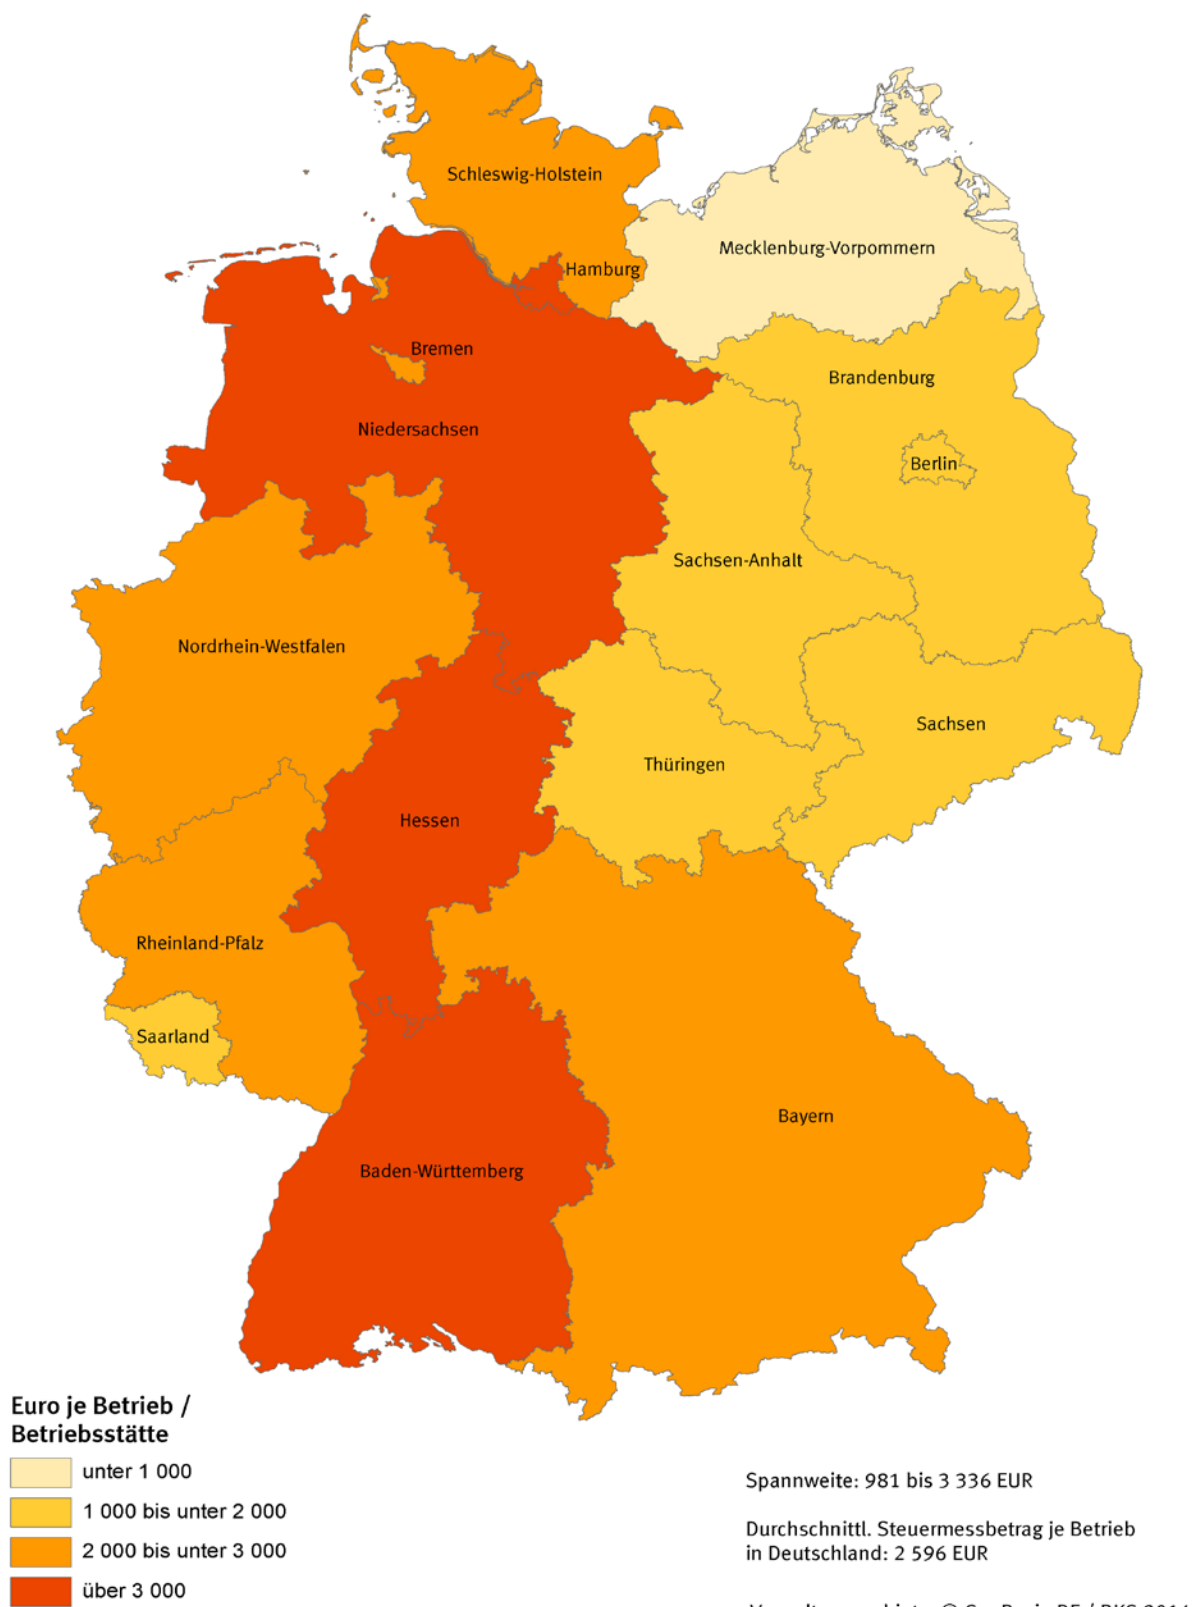 Schleswig-Holstein
Mecklenburg-Vorpommern
Hamburg
Bremen
Brandenburg
Niedersachsen
Berlin
Sachsen-Anhalt
Nordrhein-Westfalen
Sachsen
Thüringen
Hessen
Rheinland-Pfalz
Saarland
Bayern
Baden-Württemberg
Euro je Betrieb /
Betriebsstätte
unter 1 000
1 000 bis unter 2 000
2 000 bis unter 3 000
über 3 000
Spannweite: 981 bis 3 336 EUR
Durchschnittl. Steuermessbetrag je Betrieb
in Deutschland: 2 596 EUR